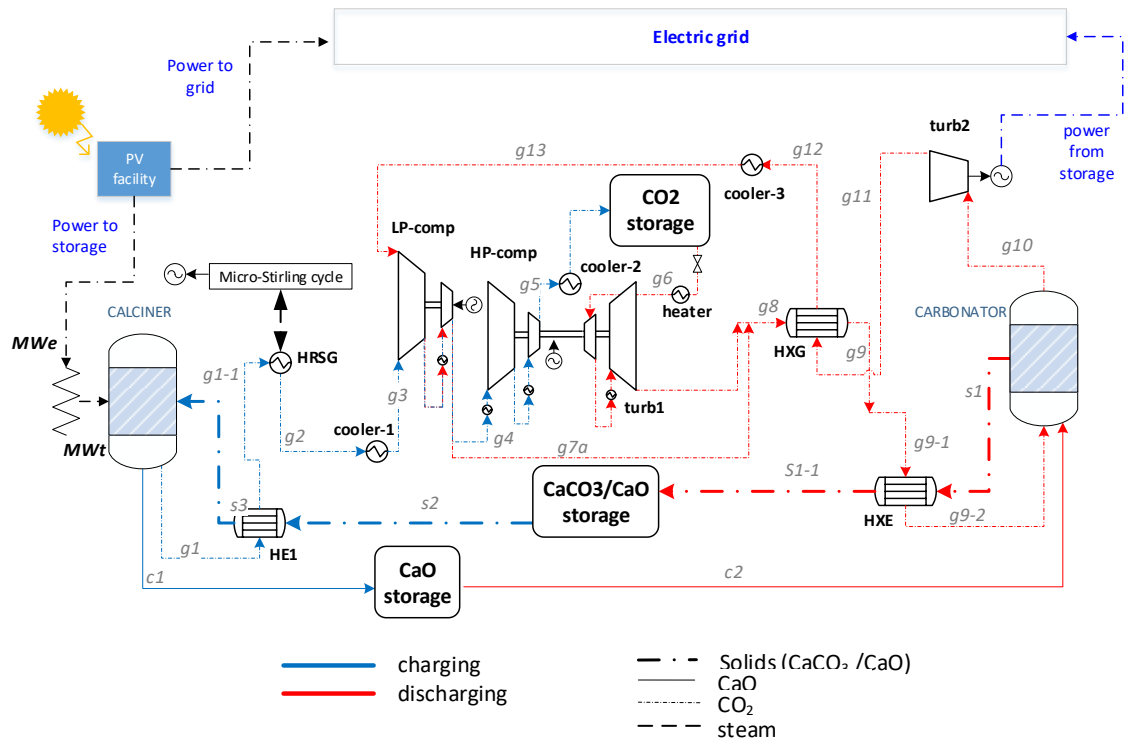 Electric grid
Power to
grid
turb2
g13
g12
PV
facility
cooler-3
g11
power
from
storage
CO2
storage
Power to
storage
LP-comp
HP-comp
g5
cooler-2
g6
g10
Micro-Stirling cycle
heater
CALCINER
g8
CARBONATOR
MWe
HRSG
HXG
g9
g1-1
g3
s1
turb1
g2
cooler-1
g4
MWt
g7a
g9-1
S1-1
CaCO3/CaO
storage
s3
s2
HXE
g9-2
g1
HE1
c1
CaO
storage
c2
charging
discharging
Solids (CaCO3 /CaO)
CaO
CO2
steam